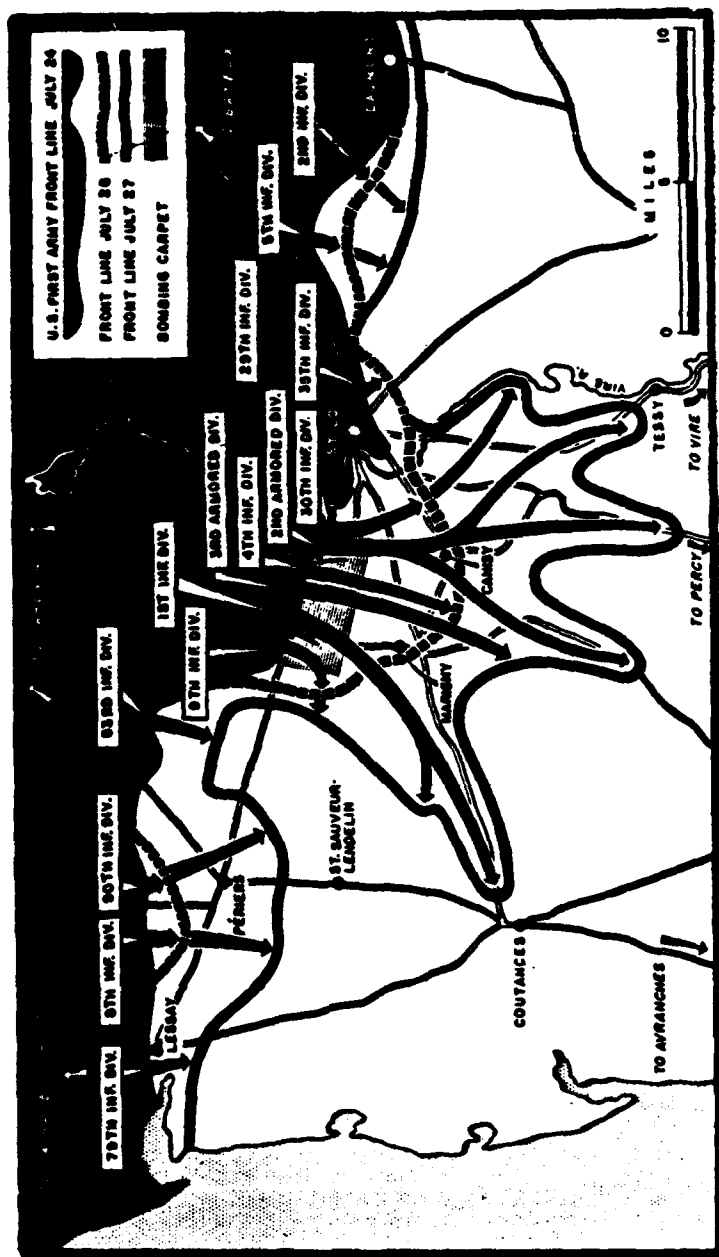 U.S. FIRST ARMY FRONT LINE JULY 24
FRONT LINE JULY 26
FRONT LINE JULY 27
BOMBING CARPET
79TH INF. DIV.
8TH INF. DIV.
90TH INF. DIV.
83RD INF. DIV.
9TH INF. DIV.
1ST INF. DIV.
3RD ARMORED DIV.
4TH INF. DIV.
2ND ARMORED DIV.
30TH INF. DIV.
35TH INF. DIV.
29TH INF. DIV.
5TH INF. DIV.
2ND INF. DIV.
LESSAY
PÉRIERS
ST. SAUVEUR-
LENDELIN
MARIGNY
CANISY
COUTANCES
TO AVRANCHES
TO PERCY
TESSY
TO VIRE
VIRE R.
0
5
10
MILES